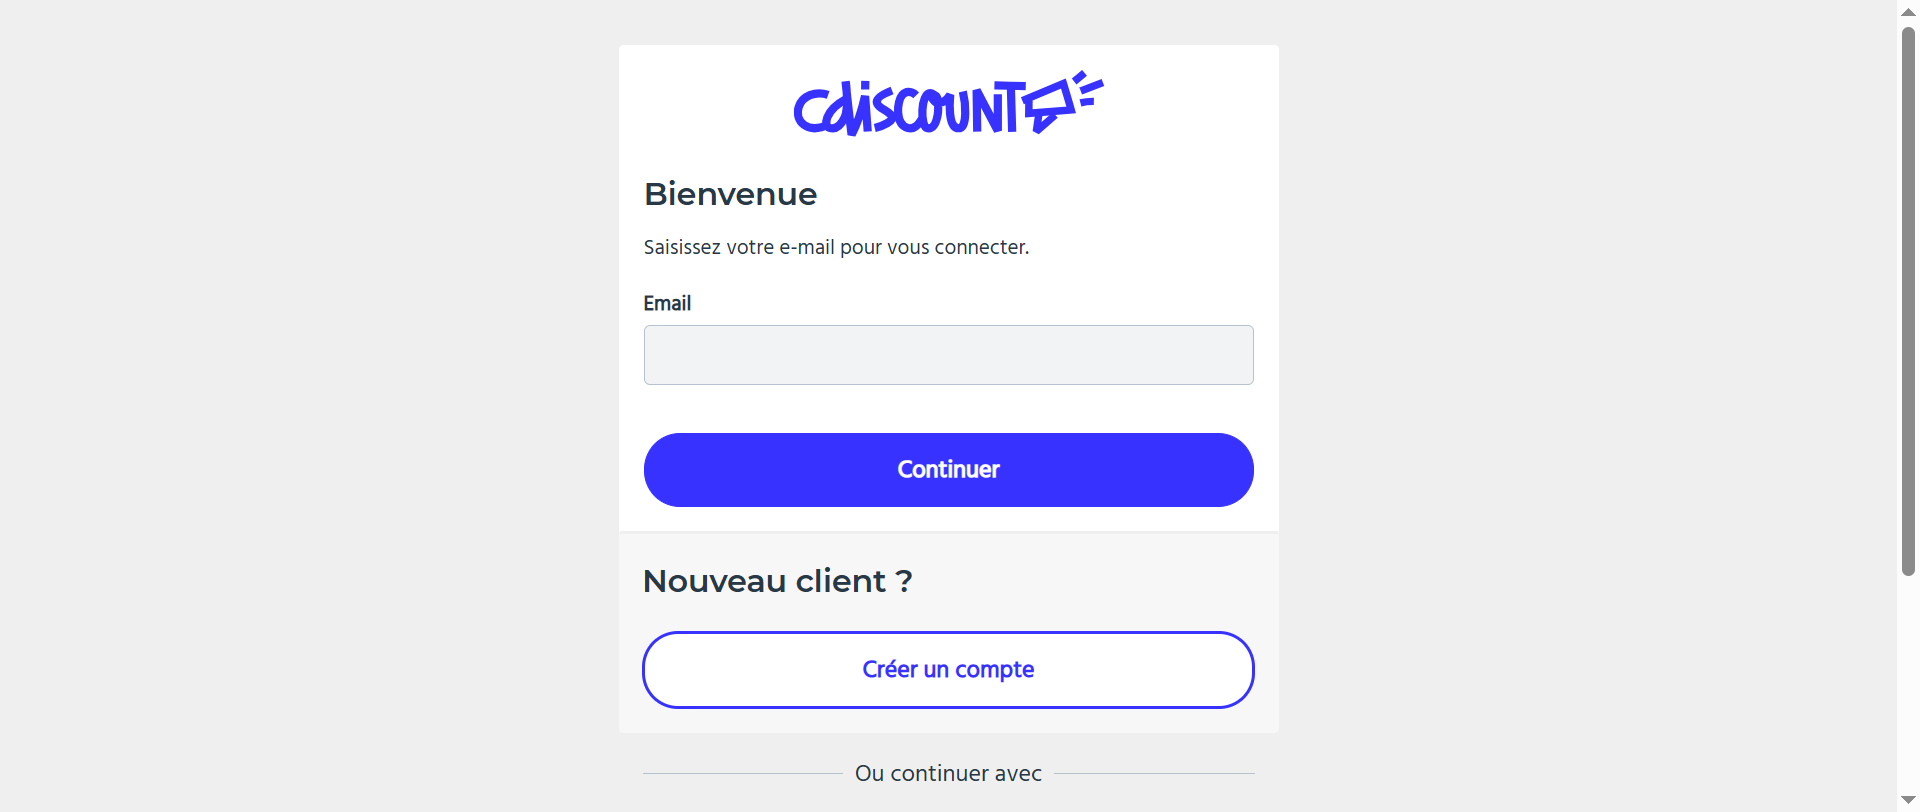 Cdiscount
Bienvenue
Saisissez votre e-mail pour vous connecter.
Email
Continuer
Nouveau client ?
Créer un compte
Ou continuer avec